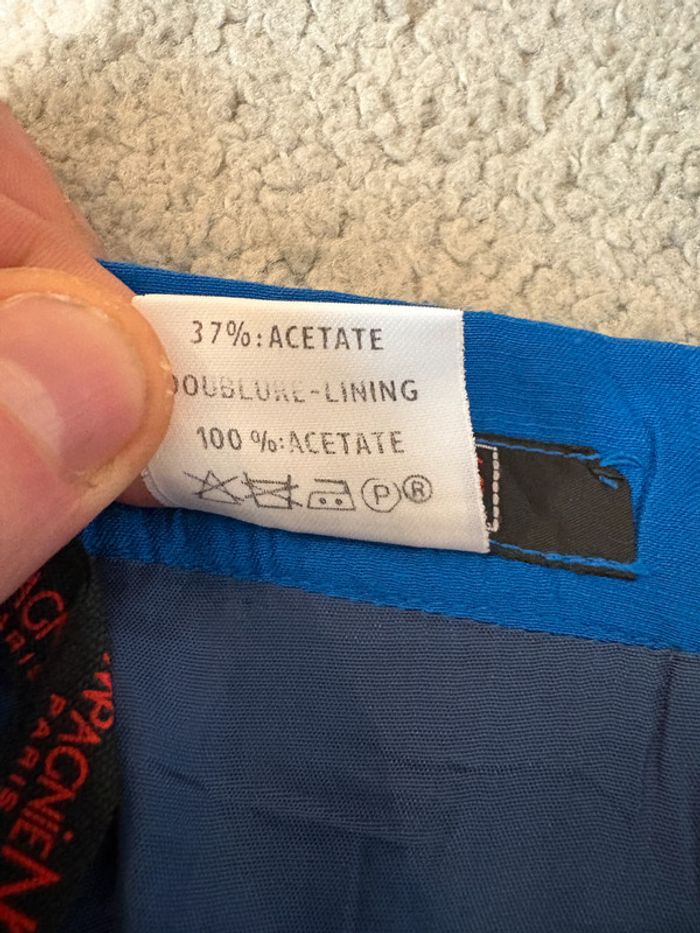 37%:ACETATE
DOUBLURE-LINING
100%:ACETATE
P
®
PARIS